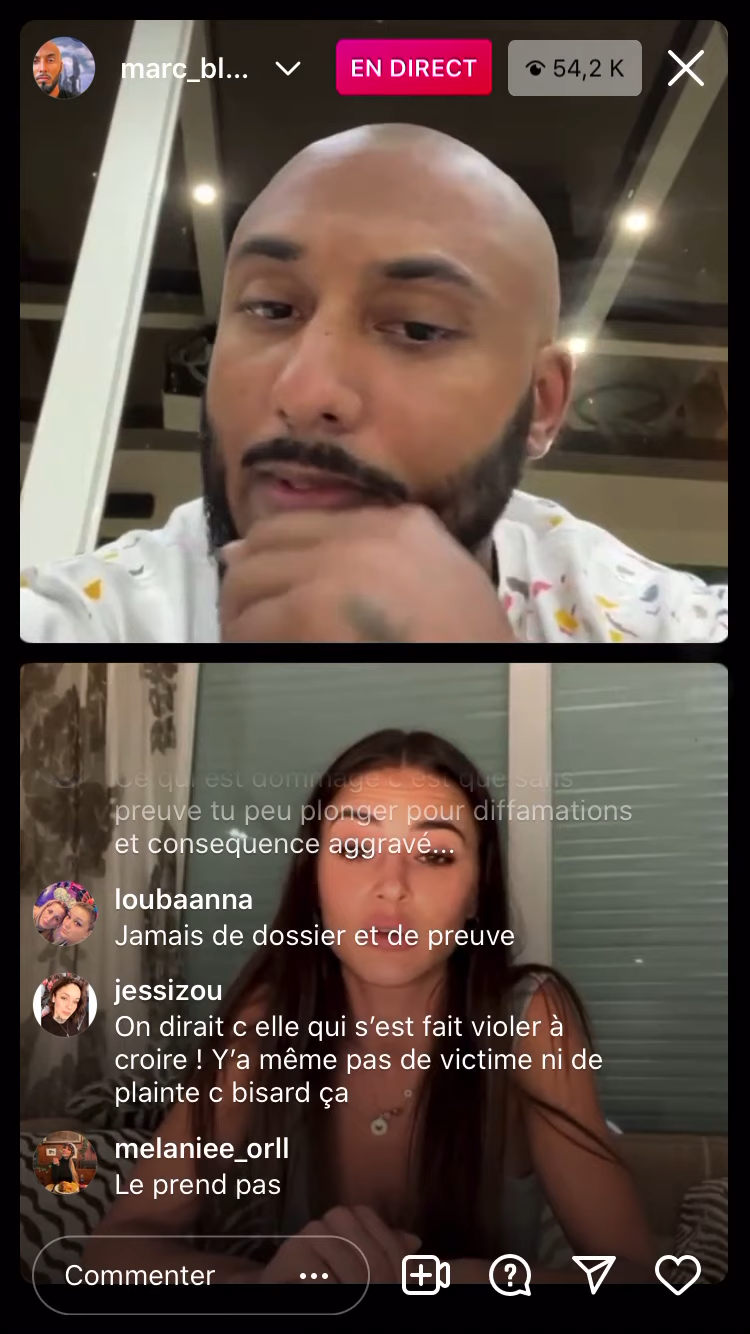 marc_bl...
EN DIRECT
54,2 K
Ce qui est dommage c'est que sans
preuve tu peu plonger pour diffamations
et consequence aggravé...
loubaanna
Jamais de dossier et de preuve
jessizou
On dirait c elle qui s’est fait violer à
croire ! Y’a même pas de victime ni de
plainte c bisard ça
melaniee_orll
Le prend pas
Commenter